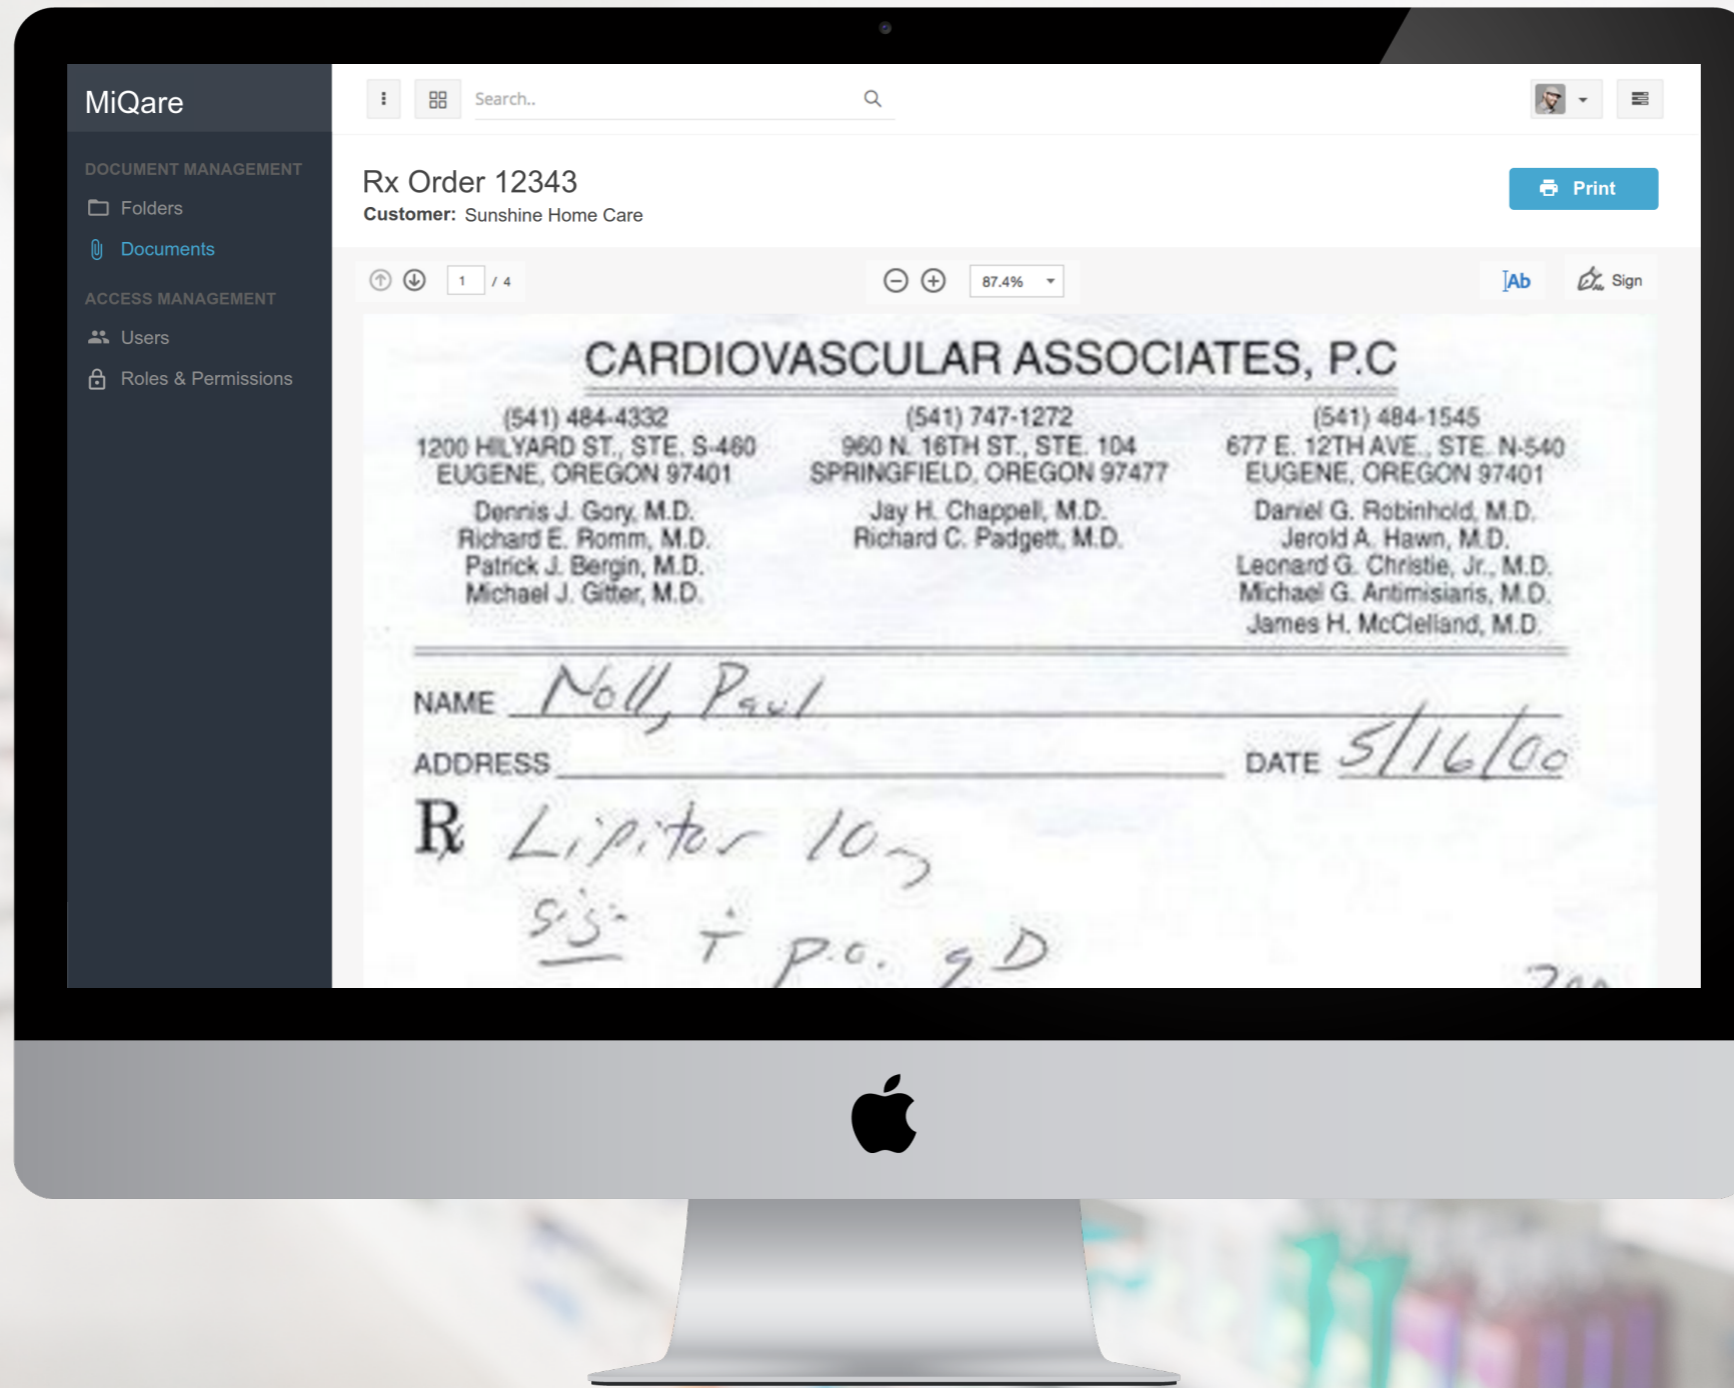 MiQare
Search..
DOCUMENT MANAGEMENT
Folders
Documents
ACCESS MANAGEMENT
Users
Roles & Permissions
Rx Order 12343
Customer: Sunshine Home Care
Print
1 / 4
87.4%
Ab
Sign
CARDIOVASCULAR ASSOCIATES, P.C
(541) 484-4332
1200 HILYARD ST., STE. S-460
EUGENE, OREGON 97401
Dennis J. Gory, M.D.
Richard E. Romm, M.D.
Patrick J. Bergin, M.D.
Michael J. Gitter, M.D.
(541) 747-1272
960 N. 16TH ST., STE. 104
SPRINGFIELD, OREGON 97477
Jay H. Chappell, M.D.
Richard C. Padgett, M.D.
(541) 484-1545
677 E. 12TH AVE., STE. N-540
EUGENE, OREGON 97401
Daniel G. Robinhold, M.D.
Jerold A. Hawn, M.D.
Leonard G. Christie, Jr., M.D.
Michael G. Antimisiaris, M.D.
James H. McClelland, M.D.
NAME Noll, Paul
ADDRESS
DATE 5/16/00
Rx Lipitor 10mg
sig: p.o. qD